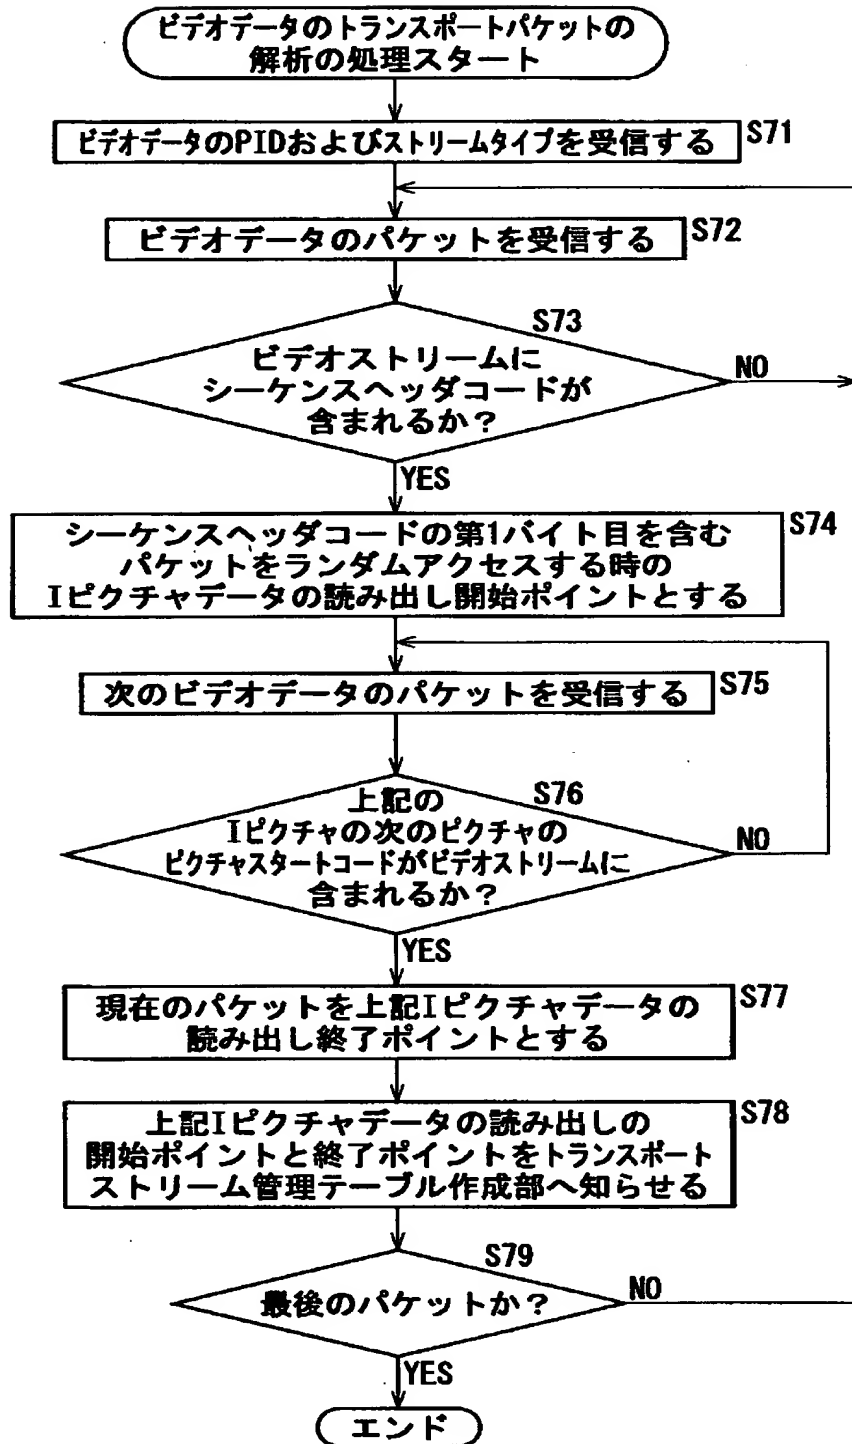 ビデオデータのトランスポートパケットの
解析の処理スタート
ビデオデータのPIDおよびストリームタイプを受信する
S71
ビデオデータのパケットを受信する
S72
S73
ビデオストリームに
シーケンスヘッダコードが
含まれるか?
NO
YES
シーケンスヘッダコードの第1バイト目を含む
パケットをランダムアクセスする時の
Iピクチャデータの読み出し開始ポイントとする
S74
次のビデオデータのパケットを受信する
S75
S76
上記の
Iピクチャの次のピクチャの
ピクチャスタートコードがビデオストリームに
含まれるか?
NO
YES
現在のパケットを上記Iピクチャデータの
読み出し終了ポイントとする
S77
上記Iピクチャデータの読み出しの
開始ポイントと終了ポイントをトランスポート
ストリーム管理テーブル作成部へ知らせる
S78
S79
最後のパケットか?
NO
YES
エンド